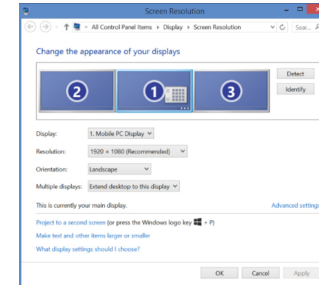 Screen Resolution
« All Control Panel Items › Display › Screen Resolution
Change the appearance of your displays
2
1
3
Detect
Identify
Display: 1. Mobile PC Display
Resolution: 1920 × 1080 (Recommended)
Orientation: Landscape
Multiple displays: Extend desktop to this display
This is currently your main display.
Advanced settings
Project to a second screen (or press the Windows logo key + P)
Make text and other items larger or smaller
What display settings should I choose?
OK Cancel Apply